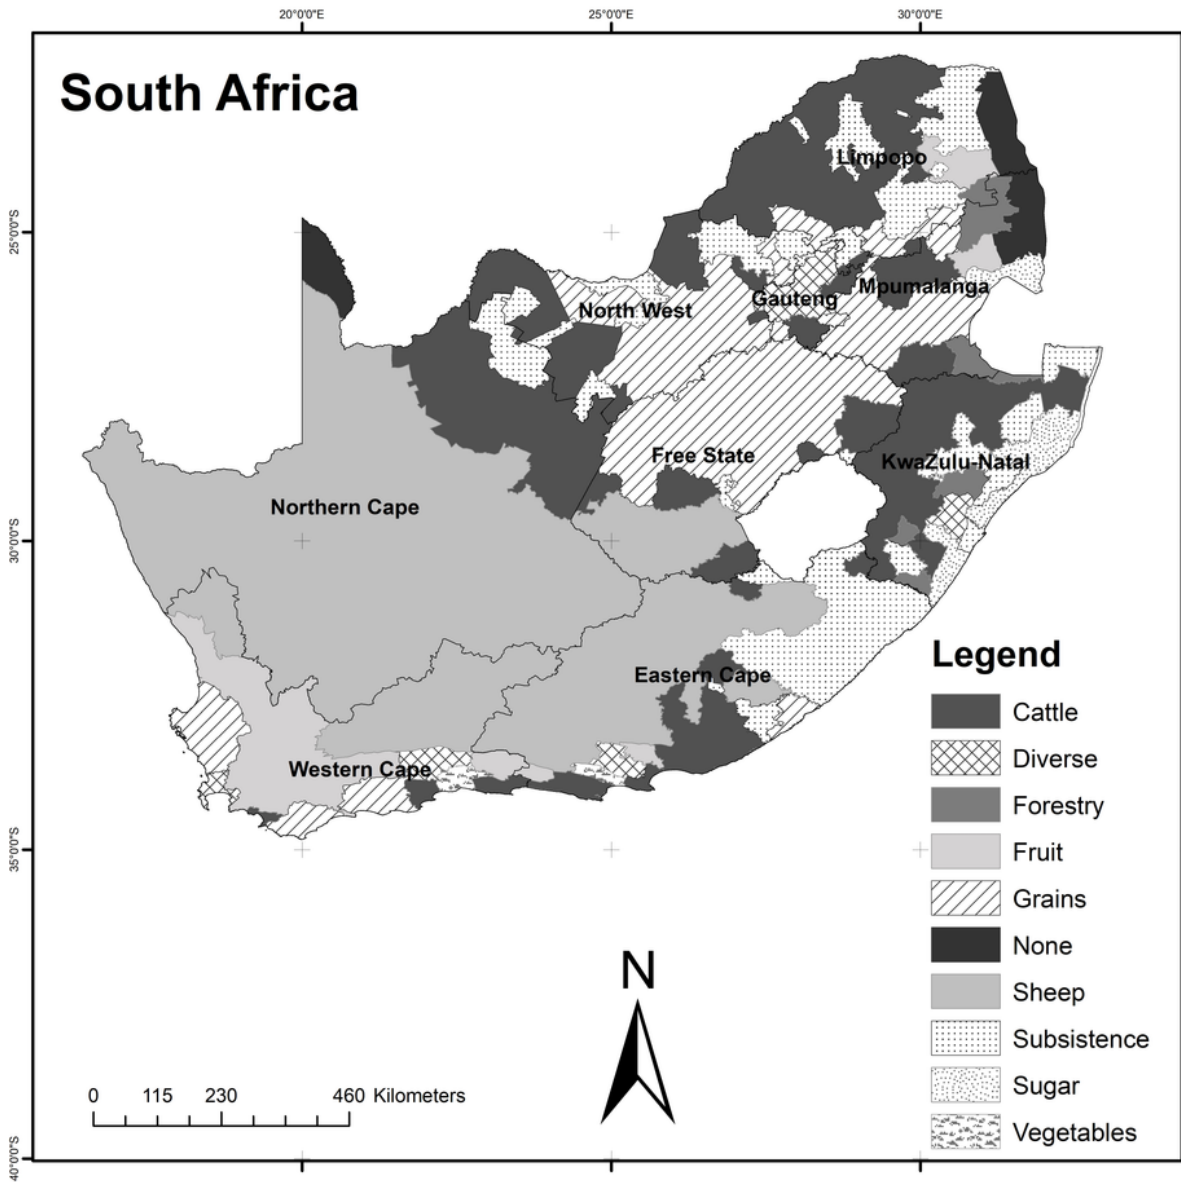 20°0'0"E 25°0'0"E 30°0'0"E
South Africa
Limpopo
25°0'0"S
Mpumalanga
Gauteng
North West
Free State
KwaZulu-Natal
Northern Cape
30°0'0"S
Eastern Cape
Western Cape
35°0'0"S
Legend
Cattle
Diverse
Forestry
Fruit
Grains
None
Sheep
Subsistence
Sugar
Vegetables
N
0 115 230 460 Kilometers
40°0'0"S